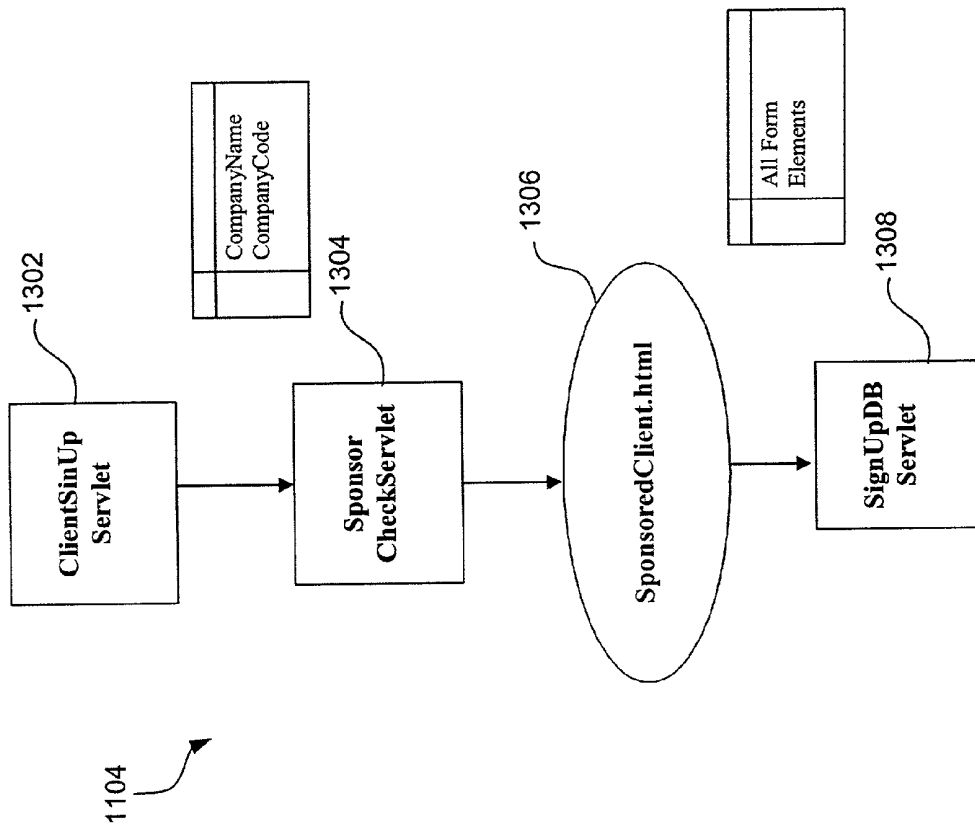 1104
1302
ClientSinUp
Servlet
CompanyName
CompanyCode
1304
Sponsor
CheckServlet
1306
SponsoredClient.html
All Form
Elements
1308
SignUpDB
Servlet